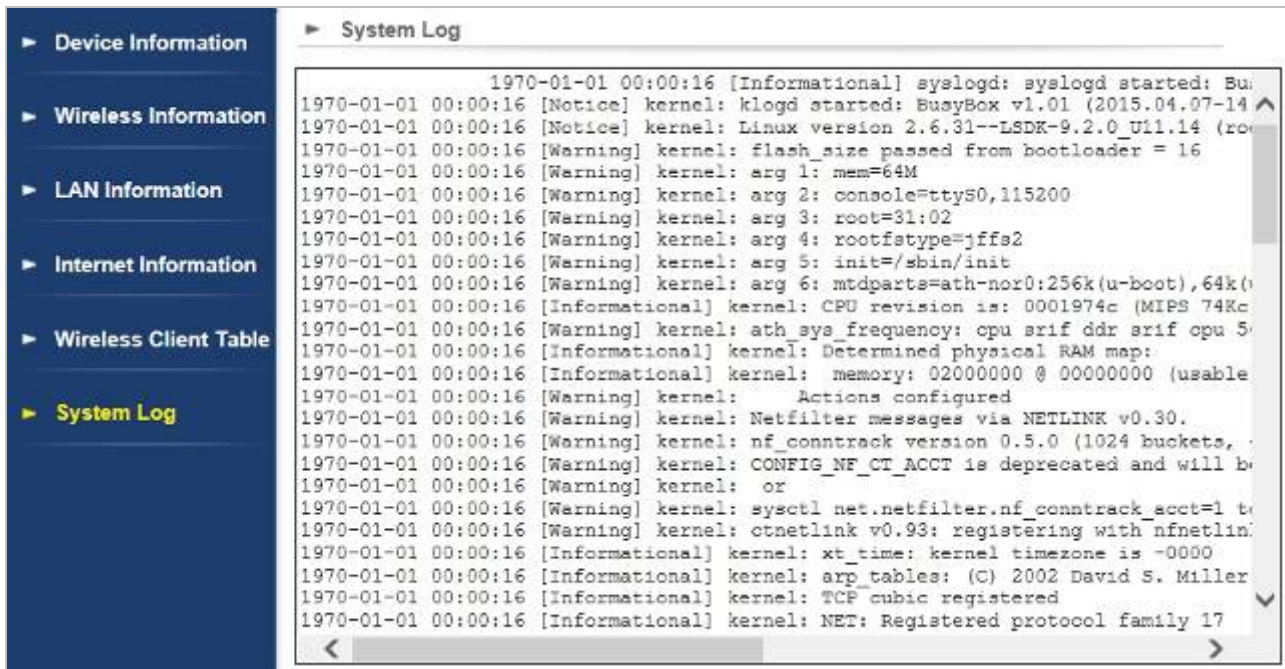 Device Information
Wireless Information
LAN Information
Internet Information
Wireless Client Table
System Log
System Log
1970-01-01 00:00:16 [Informational] syslogd: syslogd started:
1970-01-01 00:00:16 [Notice] kernel: klogd started: BusyBox v1.01 (2015.04.07-14
1970-01-01 00:00:16 [Notice] kernel: Linux version 2.6.31--LSDK-9.2.0_U11.14
1970-01-01 00:00:16 [Warning] kernel: flash_size passed from bootloader = 16
1970-01-01 00:00:16 [Warning] kernel: arg 1: mem=64M
1970-01-01 00:00:16 [Warning] kernel: arg 2: console=ttyS0,115200
1970-01-01 00:00:16 [Warning] kernel: arg 3: root=31:02
1970-01-01 00:00:16 [Warning] kernel: arg 4: rootfstype=jffs2
1970-01-01 00:00:16 [Warning] kernel: arg 5: init=/sbin/init
1970-01-01 00:00:16 [Warning] kernel: arg 6: mtdparts=ath-nor0:256k(u-boot),64k(
1970-01-01 00:00:16 [Informational] kernel: CPU revision is: 0001974c (MIPS 74Kc
1970-01-01 00:00:16 [Warning] kernel: ath_sys_frequency: cpu srif ddr srif cpu
1970-01-01 00:00:16 [Informational] kernel: Determined physical RAM map:
1970-01-01 00:00:16 [Informational] kernel:  memory: 02000000 @ 00000000 (usable
1970-01-01 00:00:16 [Warning] kernel:     Actions configured
1970-01-01 00:00:16 [Warning] kernel: Netfilter messages via NETLINK v0.30.
1970-01-01 00:00:16 [Warning] kernel: nf_conntrack version 0.5.0 (1024 buckets,
1970-01-01 00:00:16 [Warning] kernel: CONFIG_NF_CT_ACCT is deprecated and will
1970-01-01 00:00:16 [Warning] kernel:  or
1970-01-01 00:00:16 [Warning] kernel: sysctl net.netfilter.nf_conntrack_acct=1
1970-01-01 00:00:16 [Warning] kernel: ctnetlink v0.93: registering with nfnetlin
1970-01-01 00:00:16 [Informational] kernel: xt_time: kernel timezone is -0000
1970-01-01 00:00:16 [Informational] kernel: arp_tables: (C) 2002 David S. Miller
1970-01-01 00:00:16 [Informational] kernel: TCP cubic registered
1970-01-01 00:00:16 [Informational] kernel: NET: Registered protocol family 17